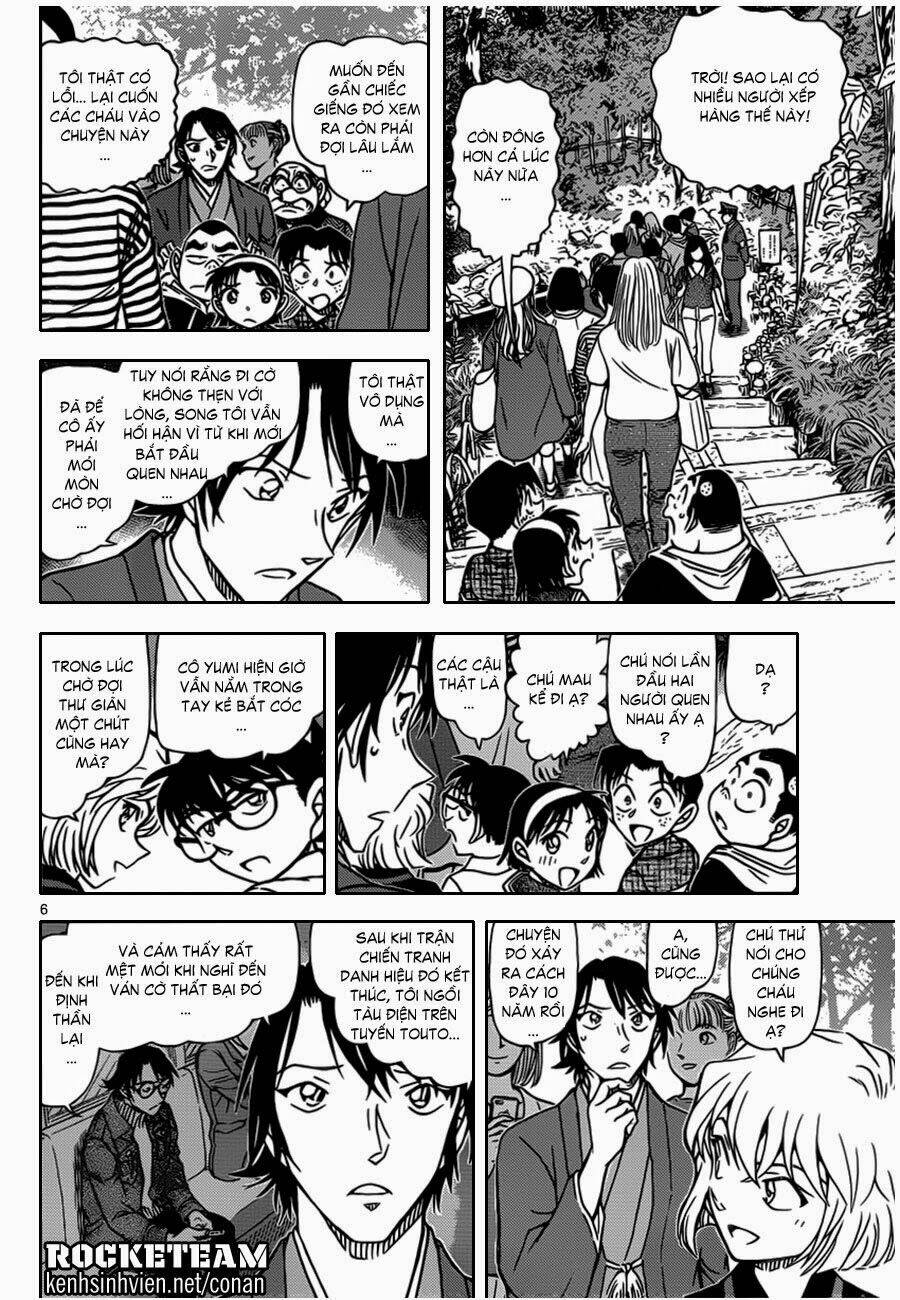 TRỜI! SAO LẠI CÓ
NHIỀU NGƯỜI XẾP
HÀNG THẾ NÀY!
CÒN ĐÔNG
HƠN CẢ LÚC
NÃY NỮA
...
MUỐN ĐẾN
GẦN CHIẾC
GIẾNG ĐÓ XEM
RA CÒN PHẢI
ĐỢI LÂU LẮM
...
TÔI THẬT CÓ
LỖI... LẠI CUỐN
CÁC CHÁU VÀO
CHUYỆN NÀY
...
TÔI THẬT
VÔ DỤNG
MÀ
...
TUY NÓI RẰNG ĐI CỜ
KHÔNG THẸN VỚI
LÒNG, SONG TÔI VẪN
HỐI HẬN VÌ TỪ KHI MỚI
BẮT ĐẦU
QUEN NHAU
...
ĐÃ ĐỂ
CÔ ẤY
PHẢI
MỎI
MÒN
CHỜ ĐỢI
...
DẠ
?
CHÚ NÓI LẦN
ĐẦU HAI
NGƯỜI QUEN
NHAU ẤY Ạ
?
CHÚ MAU
KỂ ĐI Ạ?
CÁC CẬU
THẬT LÀ
...
CÔ YUMI HIỆN GIỜ
VẪN NẰM TRONG
TAY KẺ BẮT CÓC
...
TRONG LÚC
CHỜ ĐỢI
THƯ GIÃN
MỘT CHÚT
CŨNG HAY
MÀ?
6
CHÚ THỬ
NÓI CHO
CHÚNG
CHÁU
NGHE ĐI
Ạ?
A,
CŨNG
ĐƯỢC...
CHUYỆN
ĐÓ XẢY
RA CÁCH
ĐÂY 10
NĂM RỒI
...
SAU KHI TRẬN
CHIẾN TRANH
DANH HIỆU ĐÓ KẾT
THÚC, TÔI NGỒI
TÀU ĐIỆN TRÊN
TUYẾN TOUTO...
VÀ CẢM THẤY RẤT
MỆT MỎI KHI NGHĨ ĐẾN
VÁN CỜ THẤT BẠI ĐÓ
...
ĐẾN KHI
ĐỊNH
THẦN
LẠI
...
ROCKETEAM
kenhsinhvien.net/conan